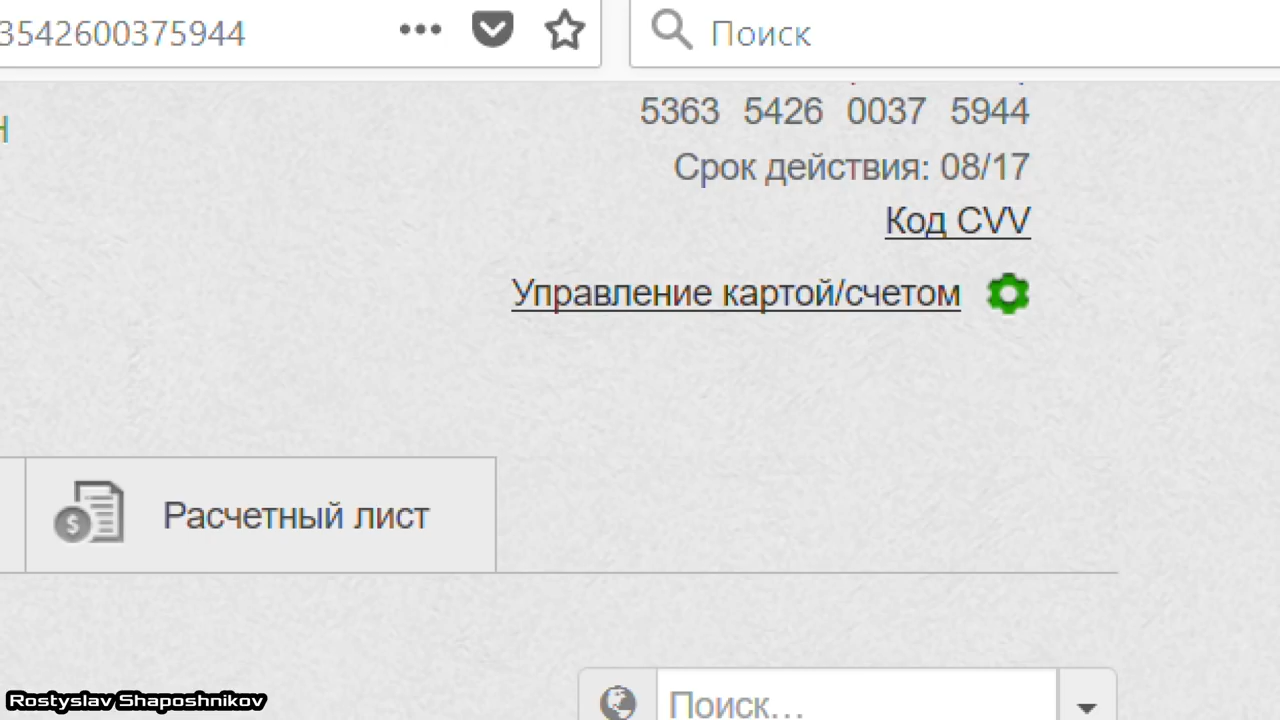 3542600375944
Поиск
Н
5363 5426 0037 5944
Срок действия: 08/17
Код CVV
Управление картой/счетом
Расчетный лист
Поиск...
Rostyslav Shaposhnikov